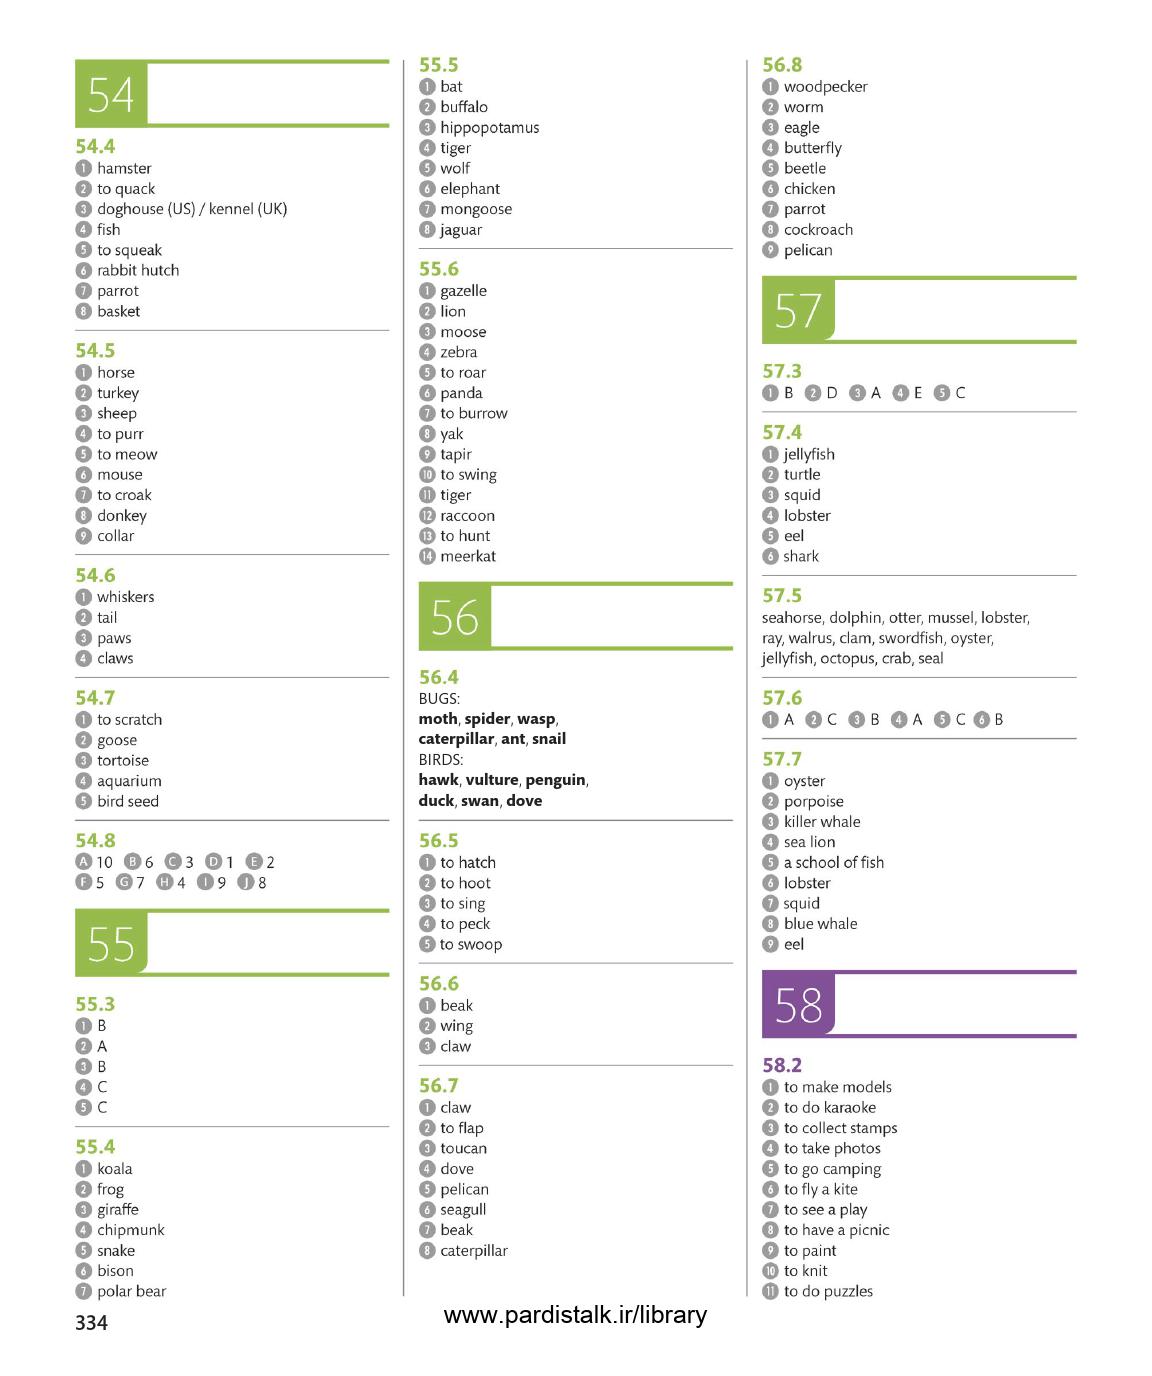 54
54.4
1 hamster
2 to quack
3 doghouse (US) / kennel (UK)
4 fish
5 to squeak
6 rabbit hutch
7 parrot
8 basket
54.5
1 horse
2 turkey
3 sheep
4 to purr
5 to meow
6 mouse
7 to croak
8 donkey
9 collar
54.6
1 whiskers
2 tail
3 paws
4 claws
54.7
1 to scratch
2 goose
3 tortoise
4 aquarium
5 bird seed
54.8
A 10 B 6 C 3 D 1 E 2
F 5 G 7 H 4 I 9 J 8
55
55.3
1 B
2 A
3 B
4 C
5 C
55.4
1 koala
2 frog
3 giraffe
4 chipmunk
5 snake
6 bison
7 polar bear
55.5
1 bat
2 buffalo
3 hippopotamus
4 tiger
5 wolf
6 elephant
7 mongoose
8 jaguar
55.6
1 gazelle
2 lion
3 moose
4 zebra
5 to roar
6 panda
7 to burrow
8 yak
9 tapir
10 to swing
11 tiger
12 raccoon
13 to hunt
14 meerkat
56
56.4
BUGS:
moth, spider, wasp,
caterpillar, ant, snail
BIRDS:
hawk, vulture, penguin,
duck, swan, dove
56.5
1 to hatch
2 to hoot
3 to sing
4 to peck
5 to swoop
56.6
1 beak
2 wing
3 claw
56.7
1 claw
2 to flap
3 toucan
4 dove
5 pelican
6 seagull
7 beak
8 caterpillar
56.8
1 woodpecker
2 worm
3 eagle
4 butterfly
5 beetle
6 chicken
7 parrot
8 cockroach
9 pelican
57
57.3
1 B 2 D 3 A 4 E 5 C
57.4
1 jellyfish
2 turtle
3 squid
4 lobster
5 eel
6 shark
57.5
seahorse, dolphin, otter, mussel, lobster,
ray, walrus, clam, swordfish, oyster,
jellyfish, octopus, crab, seal
57.6
1 A 2 C 3 B 4 A 5 C 6 B
57.7
1 oyster
2 porpoise
3 killer whale
4 sea lion
5 a school of fish
6 lobster
7 squid
8 blue whale
9 eel
58
58.2
1 to make models
2 to do karaoke
3 to collect stamps
4 to take photos
5 to go camping
6 to fly a kite
7 to see a play
8 to have a picnic
9 to paint
10 to knit
11 to do puzzles
334
www.pardistalk.ir/library